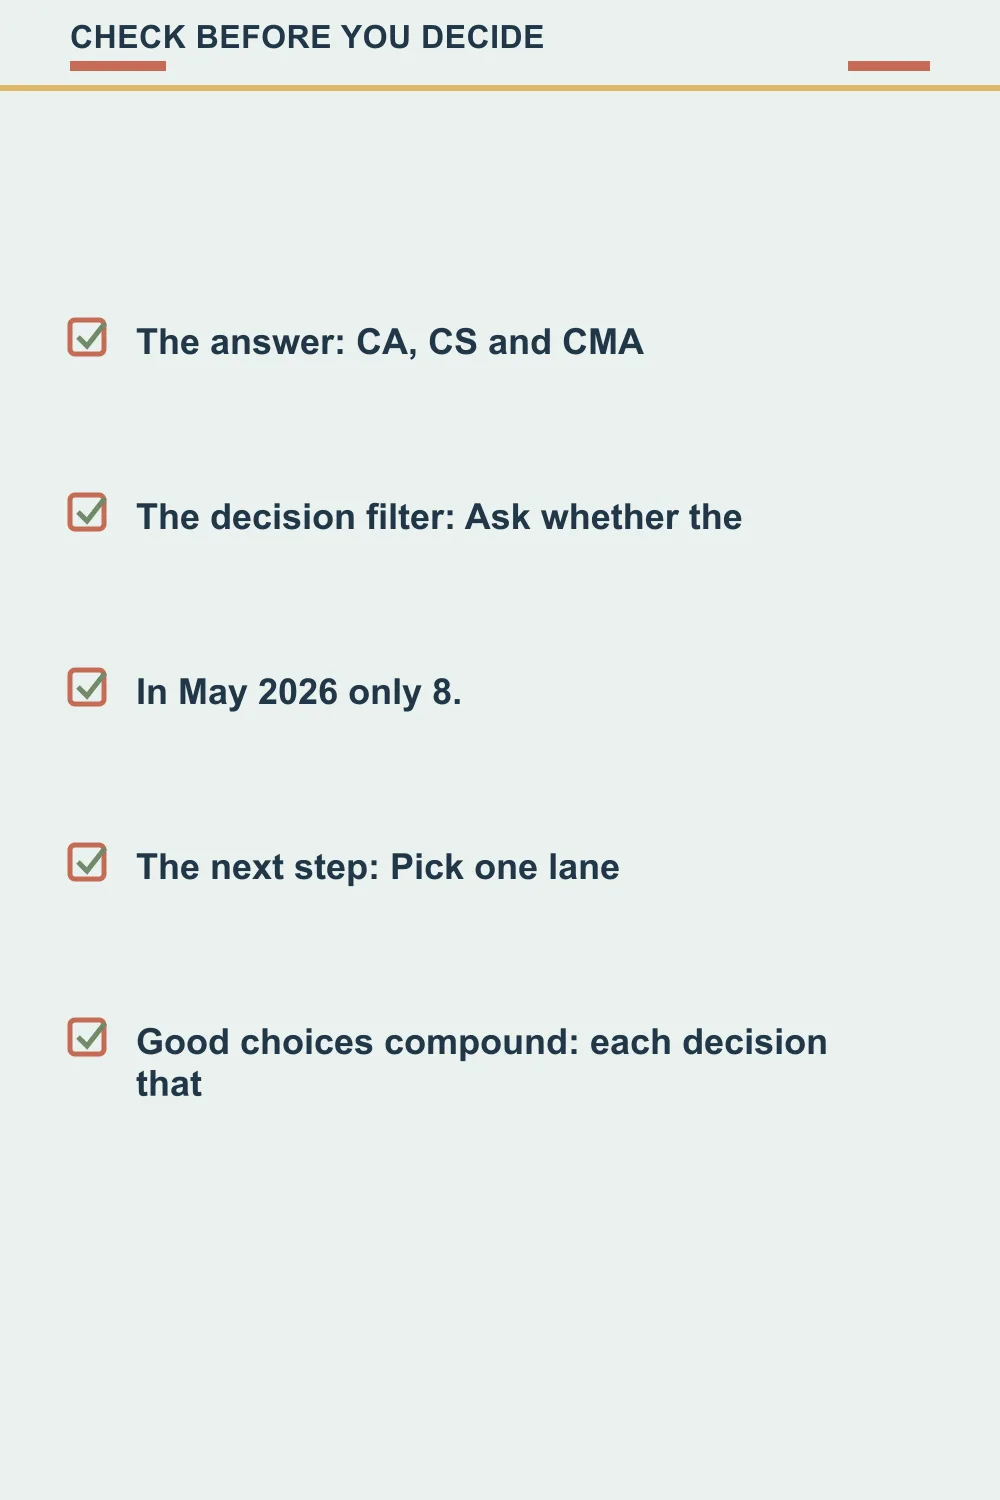 CHECK BEFORE YOU DECIDE
The answer: CA, CS and CMA
The decision filter: Ask whether the
In May 2026 only 8.
The next step: Pick one lane
Good choices compound: each decision
that